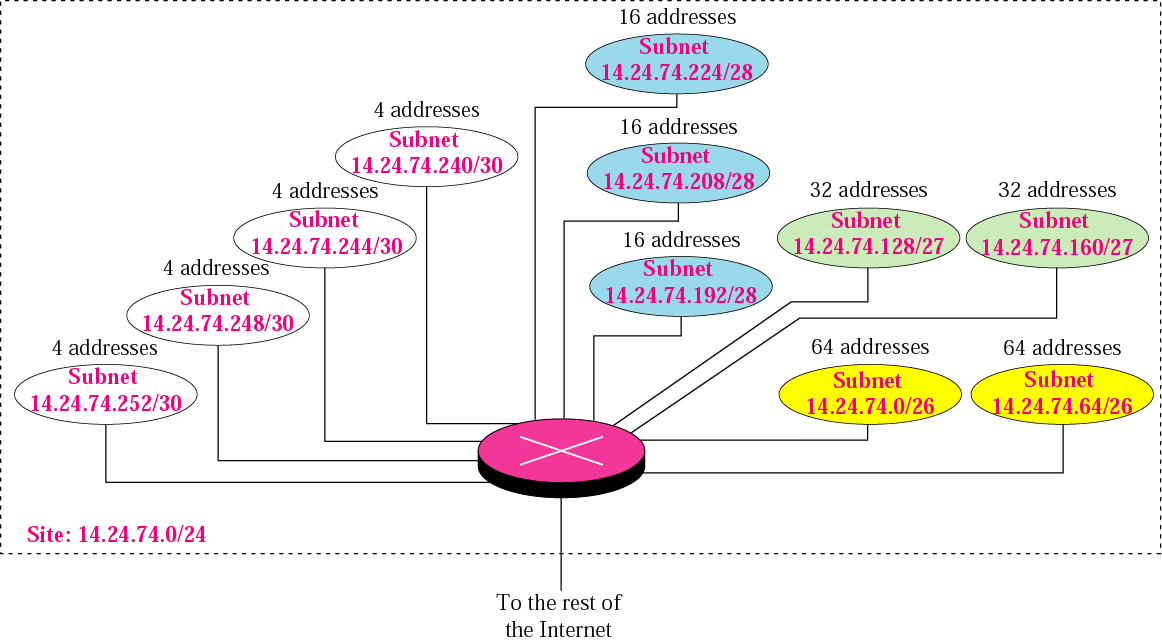 16 addresses
Subnet
14.24.74.224/28
4 addresses
Subnet
14.24.74.240/30
16 addresses
Subnet
14.24.74.208/28
4 addresses
Subnet
14.24.74.244/30
32 addresses
Subnet
14.24.74.128/27
32 addresses
Subnet
14.24.74.160/27
16 addresses
Subnet
14.24.74.192/28
4 addresses
Subnet
14.24.74.248/30
4 addresses
Subnet
14.24.74.252/30
64 addresses
Subnet
14.24.74.0/26
64 addresses
Subnet
14.24.74.64/26
Site: 14.24.74.0/24
To the rest of
the Internet